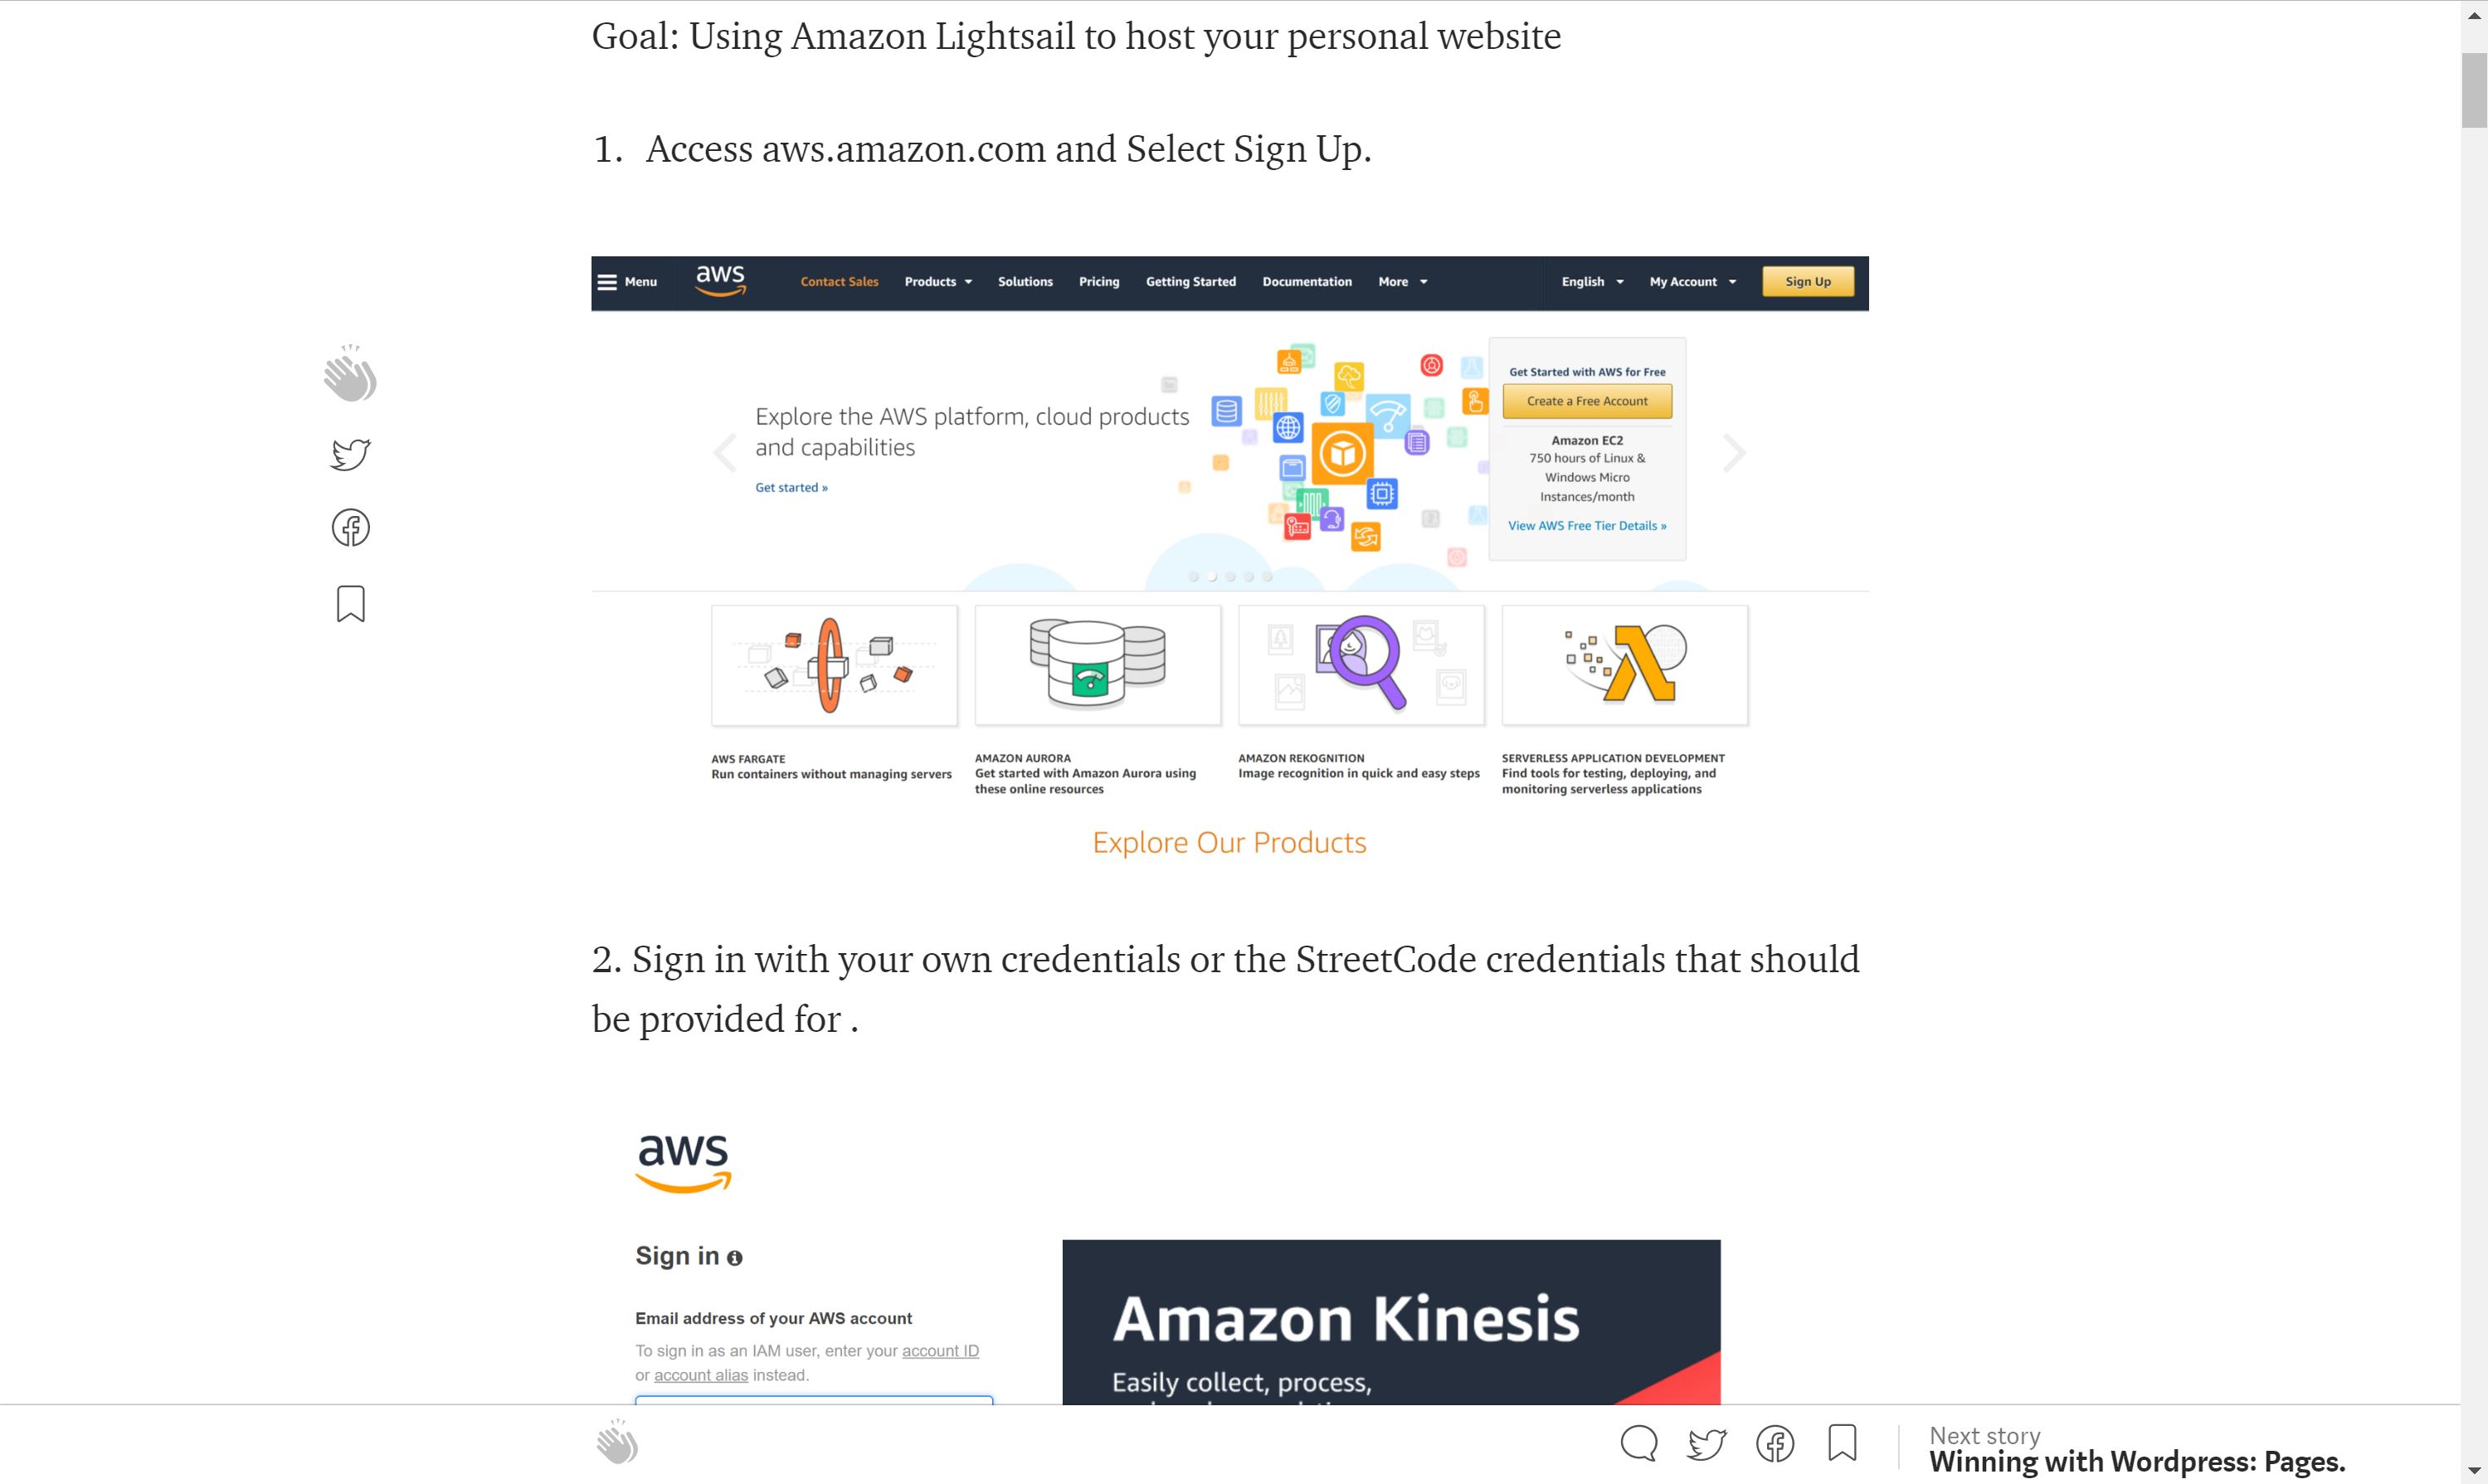 Goal: Using Amazon Lightsail to host your personal website
1. Access aws.amazon.com and Select Sign Up.
Menu
aws
Contact Sales
Products
Solutions
Pricing
Getting Started
Documentation
More
English
My Account
Sign Up
Explore the AWS platform, cloud products
and capabilities
Get started »
Get Started with AWS for Free
Create a Free Account
Amazon EC2
750 hours of Linux &
Windows Micro
Instances/month
View AWS Free Tier Details »
AWS FARGATE
Run containers without managing servers
AMAZON AURORA
Get started with Amazon Aurora using
these online resources
AMAZON REKOGNITION
Image recognition in quick and easy steps
SERVERLESS APPLICATION DEVELOPMENT
Find tools for testing, deploying, and
monitoring serverless applications
Explore Our Products
2. Sign in with your own credentials or the StreetCode credentials that should
be provided for .
aws
Sign in
Email address of your AWS account
To sign in as an IAM user, enter your account ID
or account alias instead.
Amazon Kinesis
Easily collect, process,
Next story
Winning with Wordpress: Pages.